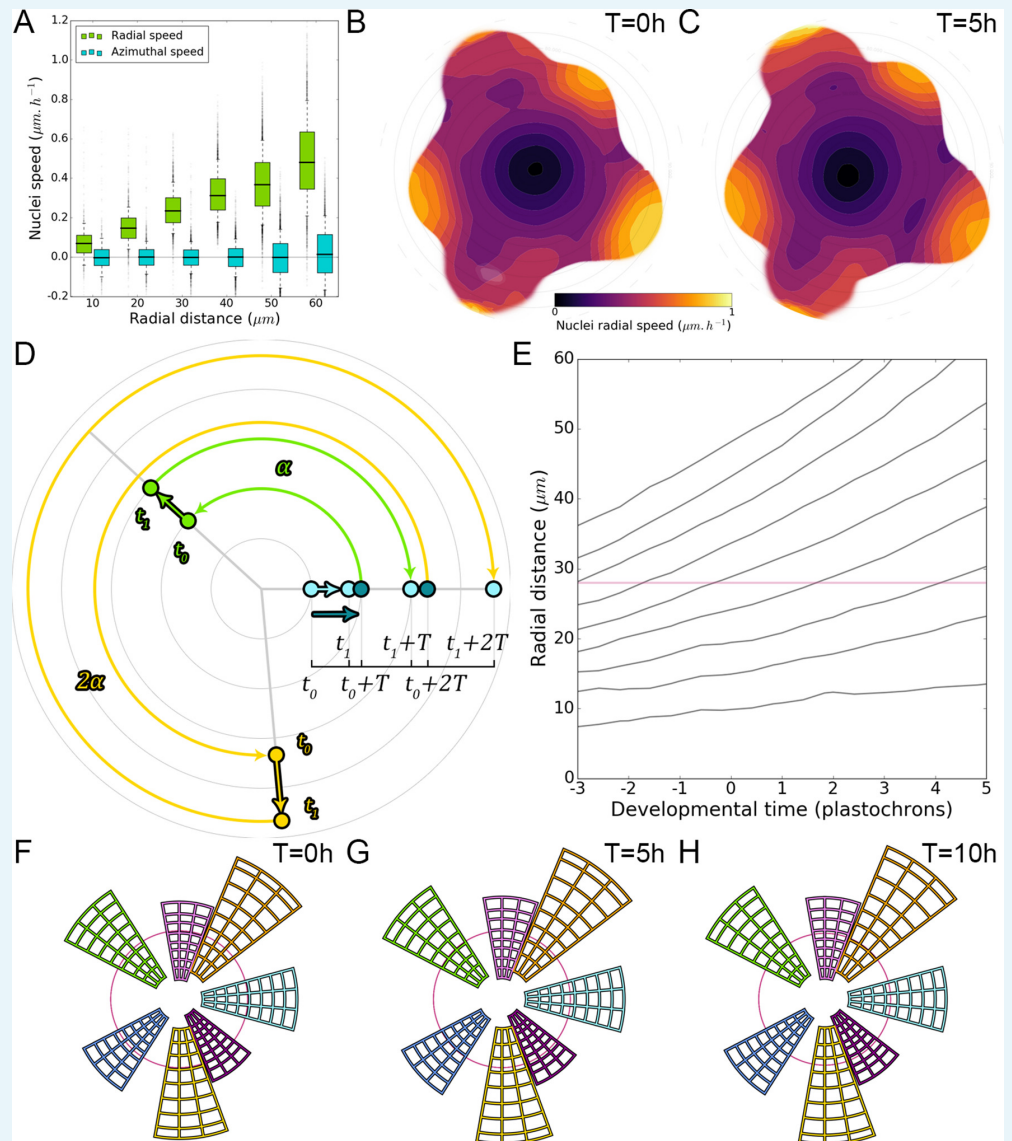 A
Radial speed
Azimuthal speed
Nuclei speed (μm. h⁻¹)
1.2
1.0
0.8
0.6
0.4
0.2
0.0
-0.2
10 20 30 40 50 60
Radial distance (μm)
B T=0h
C T=5h
0 1
Nuclei radial speed (μm. h⁻¹)
D
α
t₁
t₀
2α
t₀
t₁
t₁ t₁+T t₁+2T
t₀ t₀+T t₀+2T
E
Radial distance (μm)
60
50
40
30
20
10
0
-3 -2 -1 0 1 2 3 4 5
Developmental time (plastochrons)
F T=0h
G T=5h
H T=10h